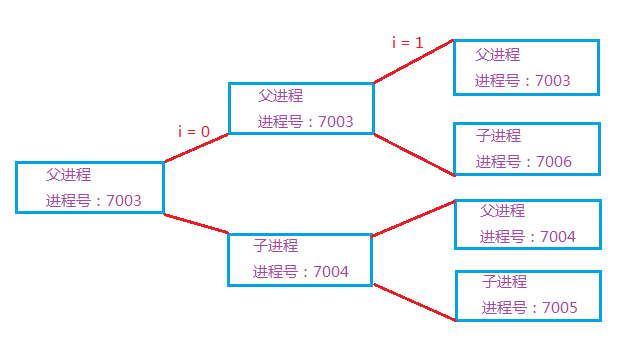 i = 1
父进程
进程号：7003
父进程
进程号：7003
i = 0
子进程
进程号：7006
父进程
进程号：7003
父进程
进程号：7004
子进程
进程号：7004
子进程
进程号：7005